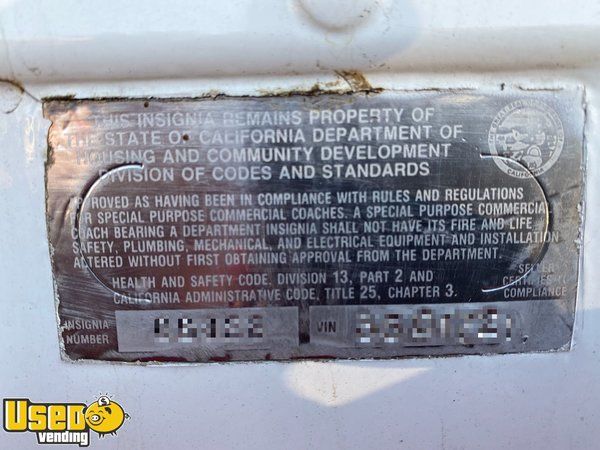 THIS INSIGNIA REMAINS PROPERTY OF
THE STATE OF CALIFORNIA DEPARTMENT OF
HOUSING AND COMMUNITY DEVELOPMENT
DIVISION OF CODES AND STANDARDS
APPROVED AS HAVING BEEN IN COMPLIANCE WITH RULES AND REGULATIONS
FOR SPECIAL PURPOSE COMMERCIAL COACHES. A SPECIAL PURPOSE COMMERCIAL
COACH BEARING A DEPARTMENT INSIGNIA SHALL NOT HAVE ITS FIRE AND LIFE
SAFETY, PLUMBING, MECHANICAL, AND ELECTRICAL EQUIPMENT AND INSTALLATION
ALTERED WITHOUT FIRST OBTAINING APPROVAL FROM THE DEPARTMENT.
HEALTH AND SAFETY CODE, DIVISION 13, PART 2 AND
CALIFORNIA ADMINISTRATIVE CODE, TITLE 25, CHAPTER 3.
SELLER
CERTIFIES
COMPLIANCE
INSIGNIA
NUMBER
VIN
CALIFORNIA
Used
vending